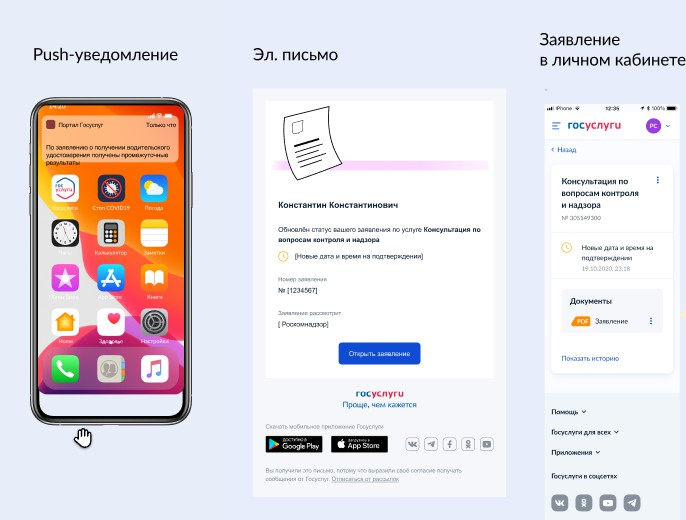 Push-уведомление
14:20
Портал Госуслуг
Только что
По заявлению о получении водительского
удостоверения получены промежуточные
результаты
госуслуги
Стоп COVID19
Погода
Калькулятор
Заметки
App Store
Книги
Home
Здоровье
Настройки
Эл. письмо
Константин Константинович
Обновлён статус вашего заявления по услуге Консультация по
вопросам контроля и надзора
[Новые дата и время на подтверждении]
Номер заявления
№ [1234567]
Заявление рассмотрит
[ Роскомнадзор]
Открыть заявление
госуслуги
Проще, чем кажется
Скачать мобильное приложение Госуслуги
ДОСТУПНО В
Google Play
Загрузите в
App Store
Вы получили это письмо, потому что выразили своё согласие получать
сообщения от Госуслуг. Отписаться от рассылок
Заявление
в личном кабинете
iPhone
12:35
100%
госуслуги
РС
Назад
Консультация по
вопросам контроля
и надзора
№ 305149300
Новые дата и время на
подтверждении
19.10.2020, 23:18
Документы
PDF Заявление
Показать историю
Помощь
Госуслуги для всех
Приложения
Госуслуги в соцсетях